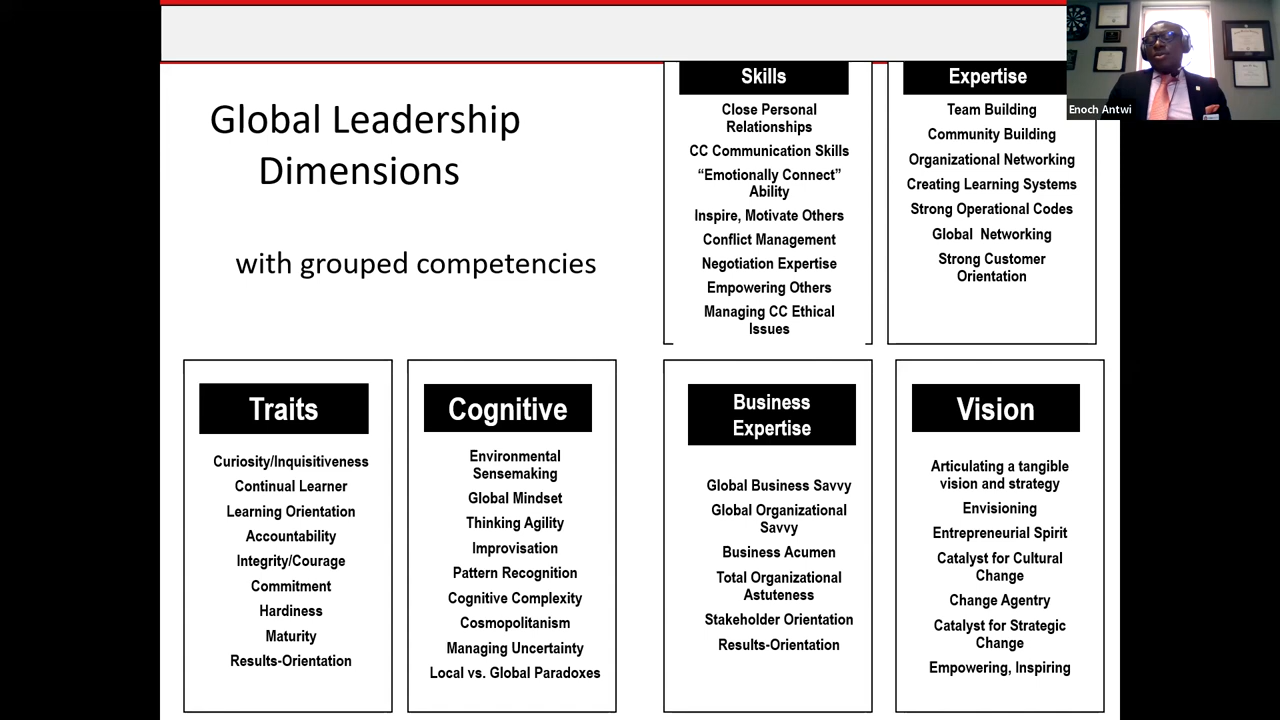 Global Leadership
Dimensions
with grouped competencies
Skills
Close Personal
Relationships
CC Communication Skills
“Emotionally Connect”
Ability
Inspire, Motivate Others
Conflict Management
Negotiation Expertise
Empowering Others
Managing CC Ethical
Issues
Expertise
Team Building
Community Building
Organizational Networking
Creating Learning Systems
Strong Operational Codes
Global Networking
Strong Customer
Orientation
Enoch Antwi
Traits
Curiosity/Inquisitiveness
Continual Learner
Learning Orientation
Accountability
Integrity/Courage
Commitment
Hardiness
Maturity
Results-Orientation
Cognitive
Environmental
Sensemaking
Global Mindset
Thinking Agility
Improvisation
Pattern Recognition
Cognitive Complexity
Cosmopolitanism
Managing Uncertainty
Local vs. Global Paradoxes
Business
Expertise
Global Business Savvy
Global Organizational
Savvy
Business Acumen
Total Organizational
Astuteness
Stakeholder Orientation
Results-Orientation
Vision
Articulating a tangible
vision and strategy
Envisioning
Entrepreneurial Spirit
Catalyst for Cultural
Change
Change Agentry
Catalyst for Strategic
Change
Empowering, Inspiring